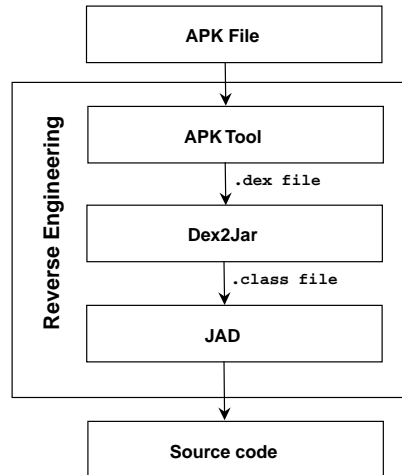 APK File
Reverse Engineering
APK Tool
.dex file
Dex2Jar
.class file
JAD
Source code